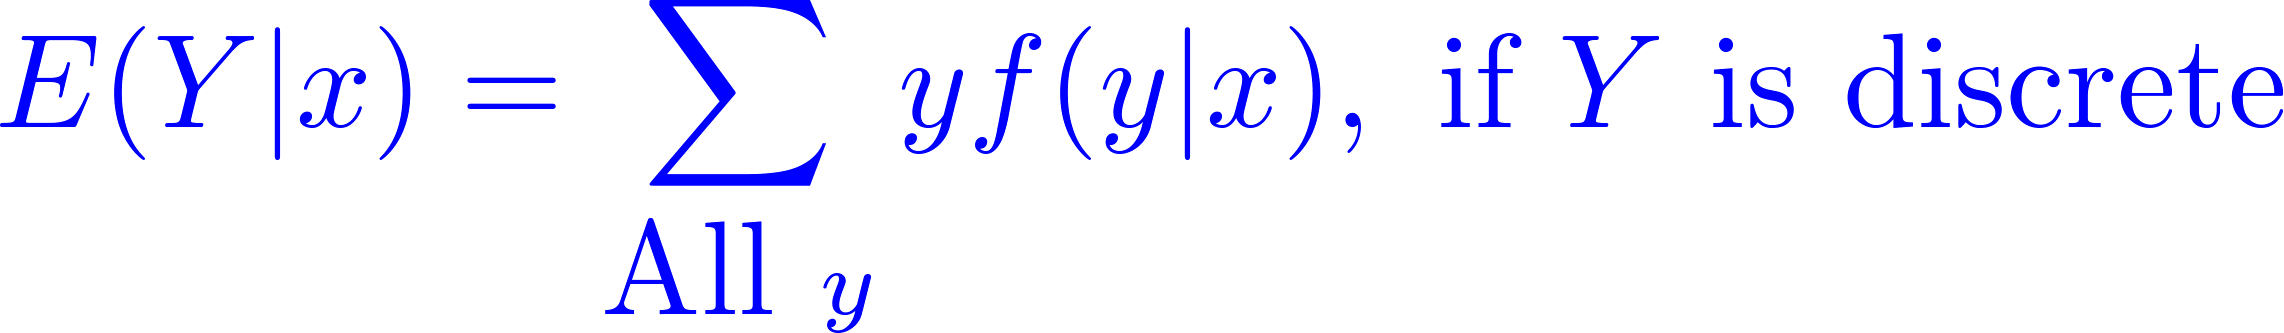 E(Y|x) = ∑ yf(y|x), if Y is discrete
All y